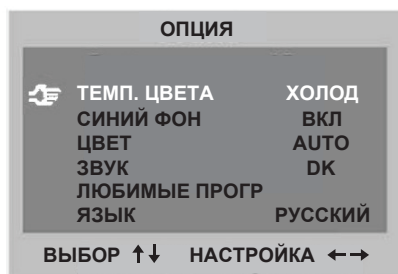 ОПЦИЯ
ТЕМП. ЦВЕТА ХОЛОД
СИНИЙ ФОН ВКЛ
ЦВЕТ AUTO
ЗВУК DK
ЛЮБИМЫЕ ПРОГР
ЯЗЫК РУССКИЙ
ВЫБОР ↑↓ НАСТРОЙКА ←→